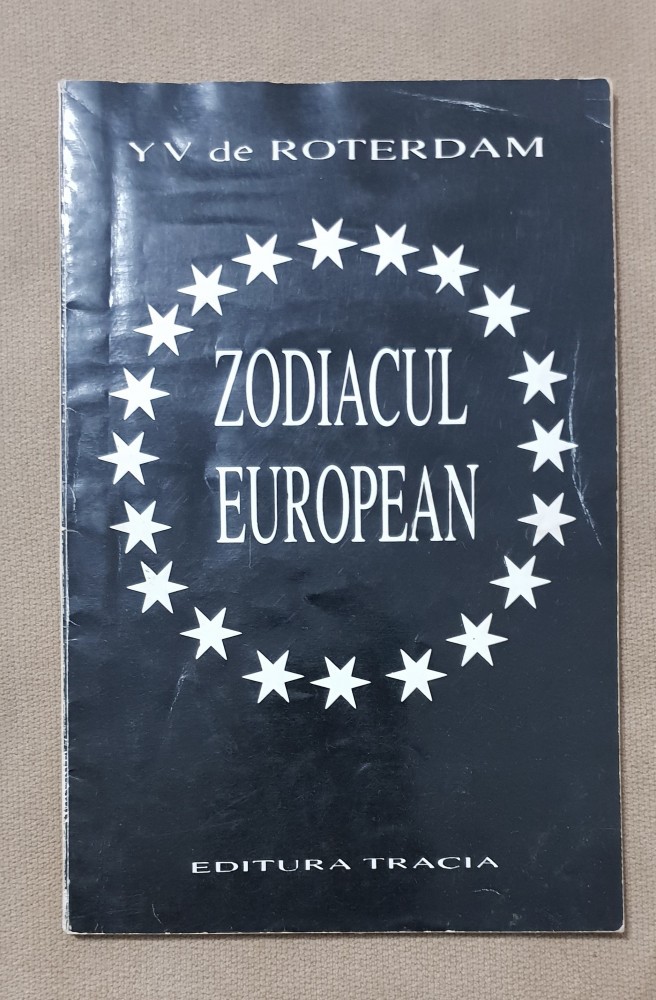 YV de ROTERDAM
ZODIACUL
EUROPEAN
EDITURA TRACIA